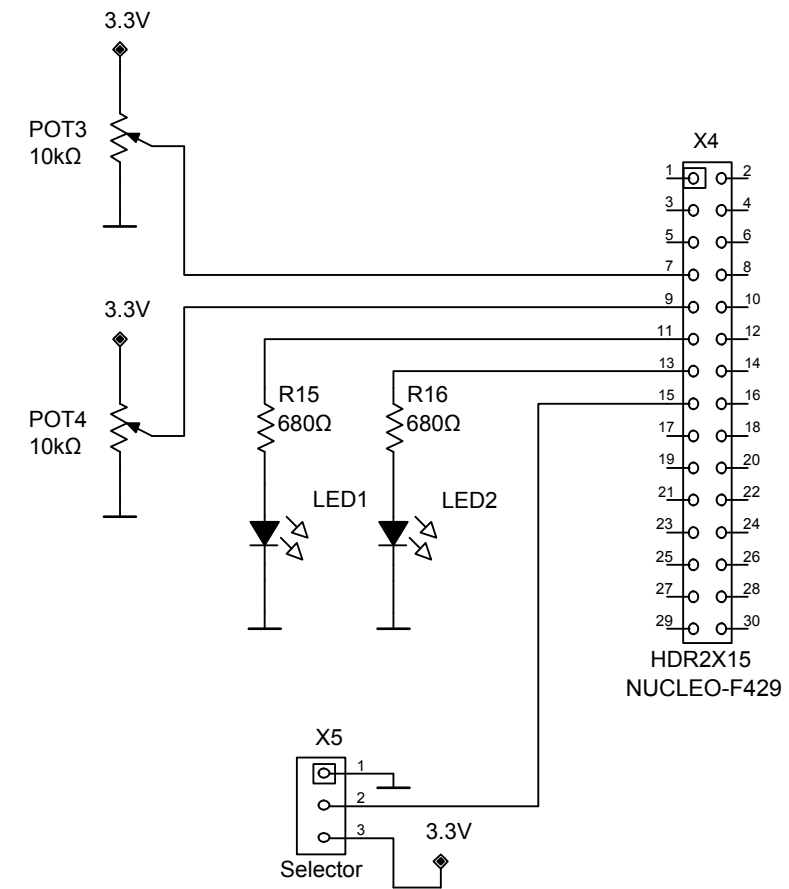 3.3V
POT3
10kΩ
3.3V
POT4
10kΩ
R15
680Ω
R16
680Ω
LED1
LED2
X4
1 2
3 4
5 6
7 8
9 10
11 12
13 14
15 16
17 18
19 20
21 22
23 24
25 26
27 28
29 30
HDR2X15
NUCLEO-F429
X5
1
2
3
3.3V
Selector